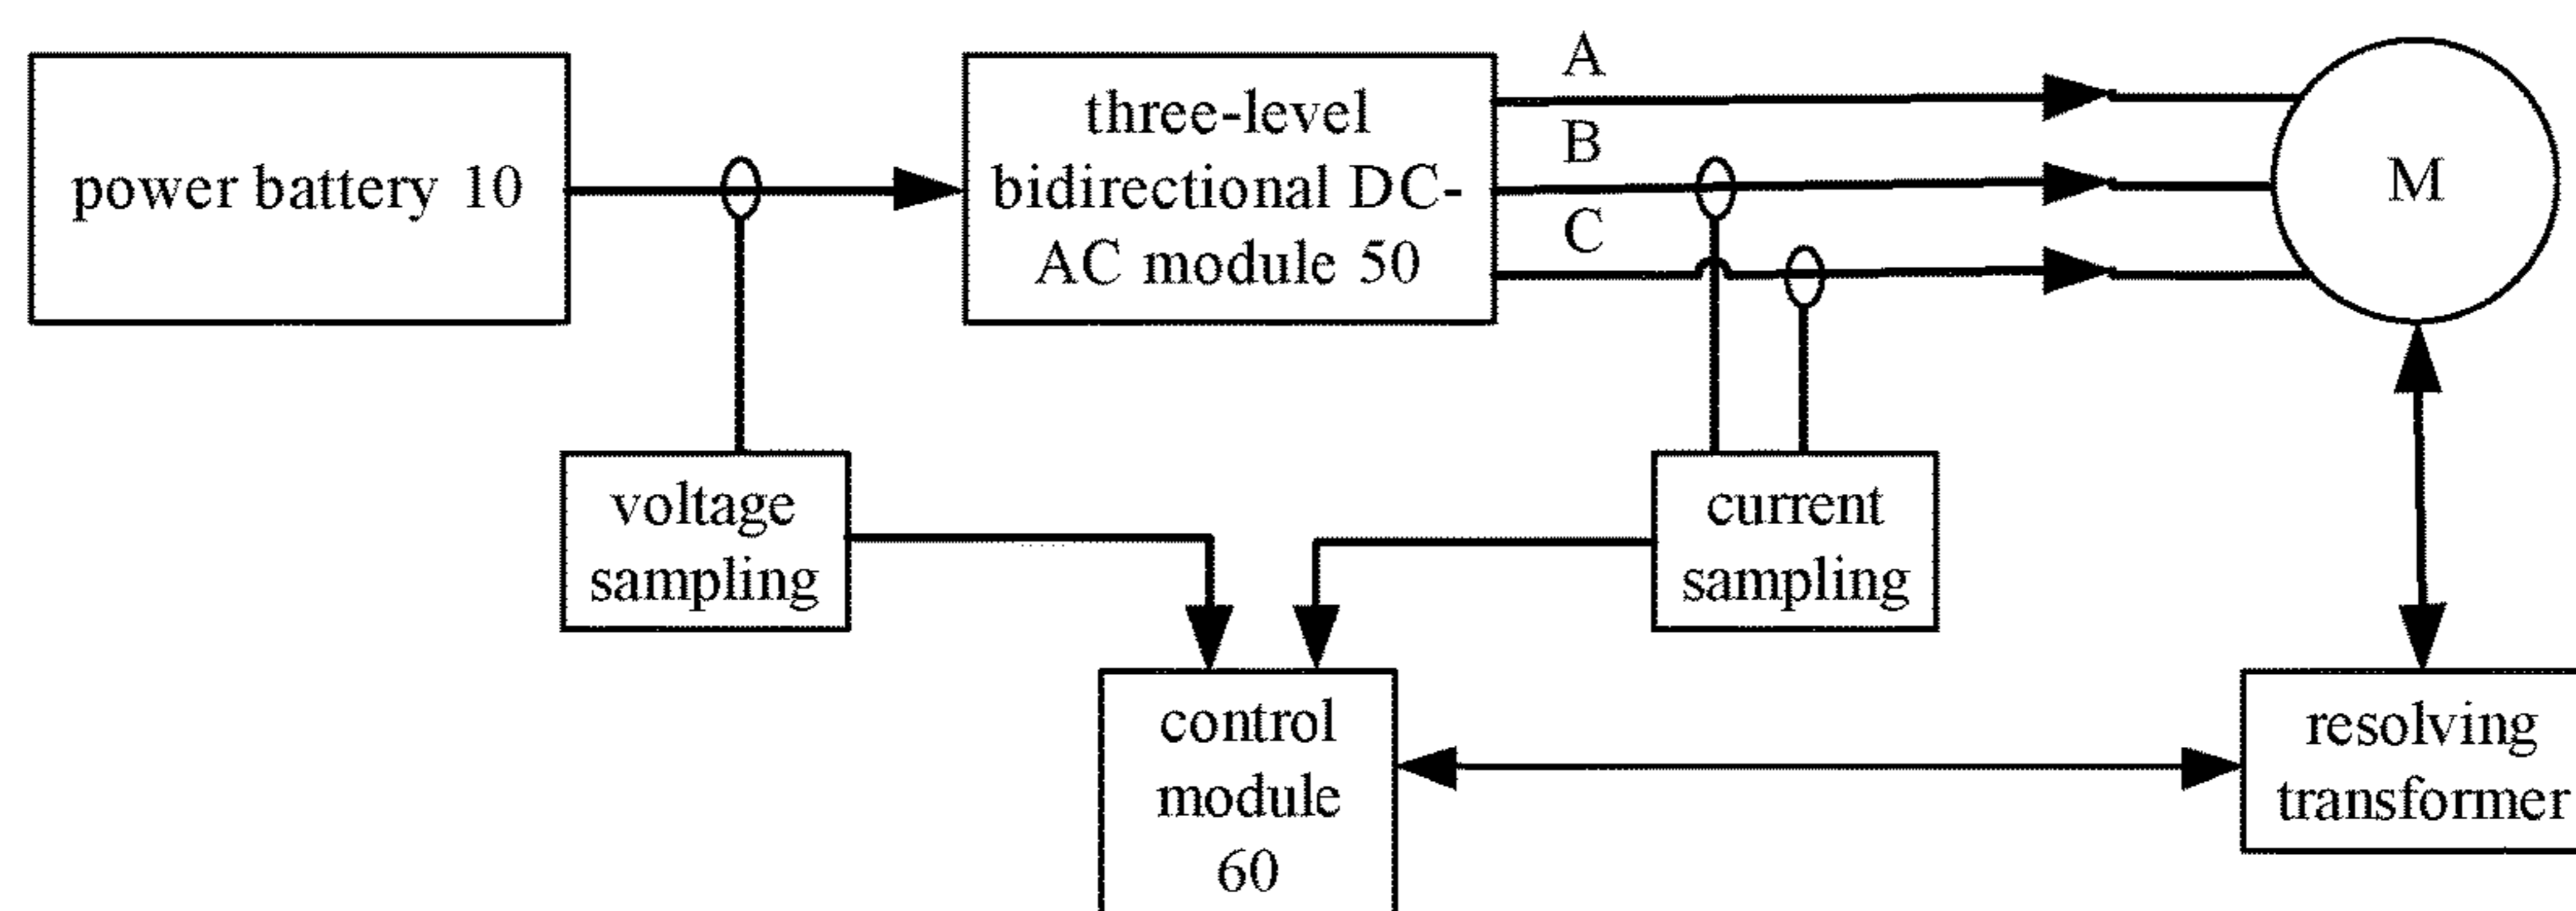 power battery 10
three-level
bidirectional DC-
AC module 50
A
B
C
M
voltage
sampling
current
sampling
control
module
60
resolving
transformer